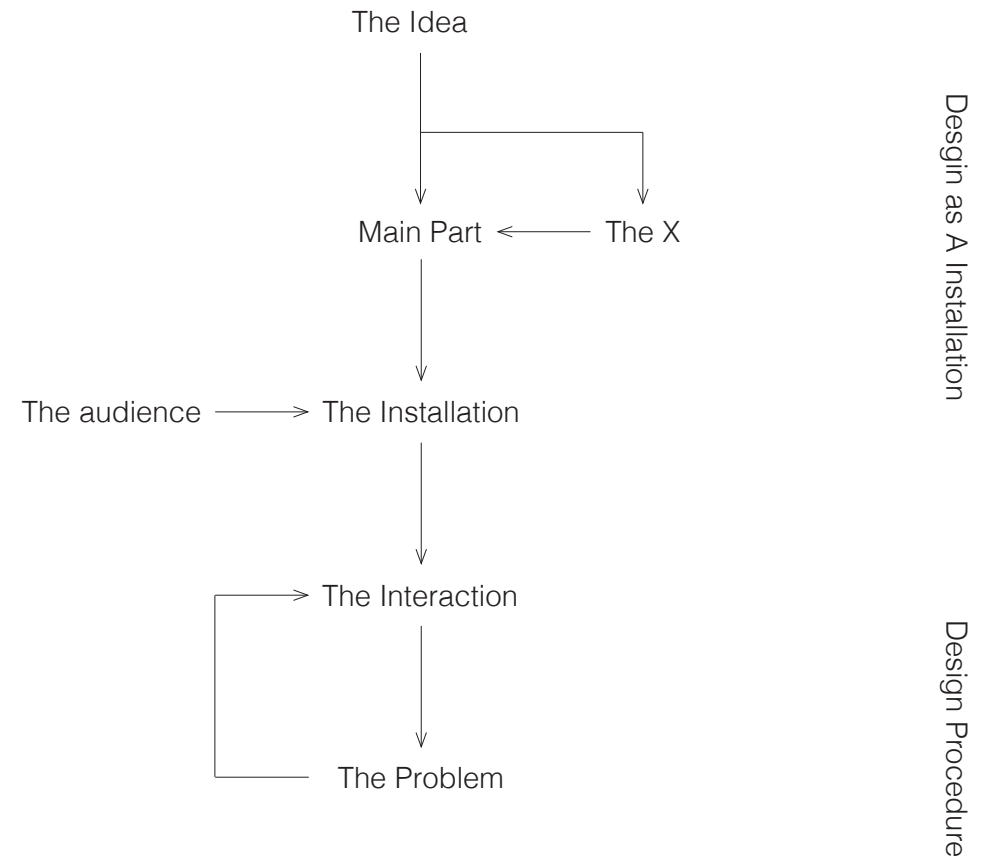 The Idea
Main Part
The X
The audience
The Installation
The Interaction
The Problem
Desgin as A Installation
Design Procedure